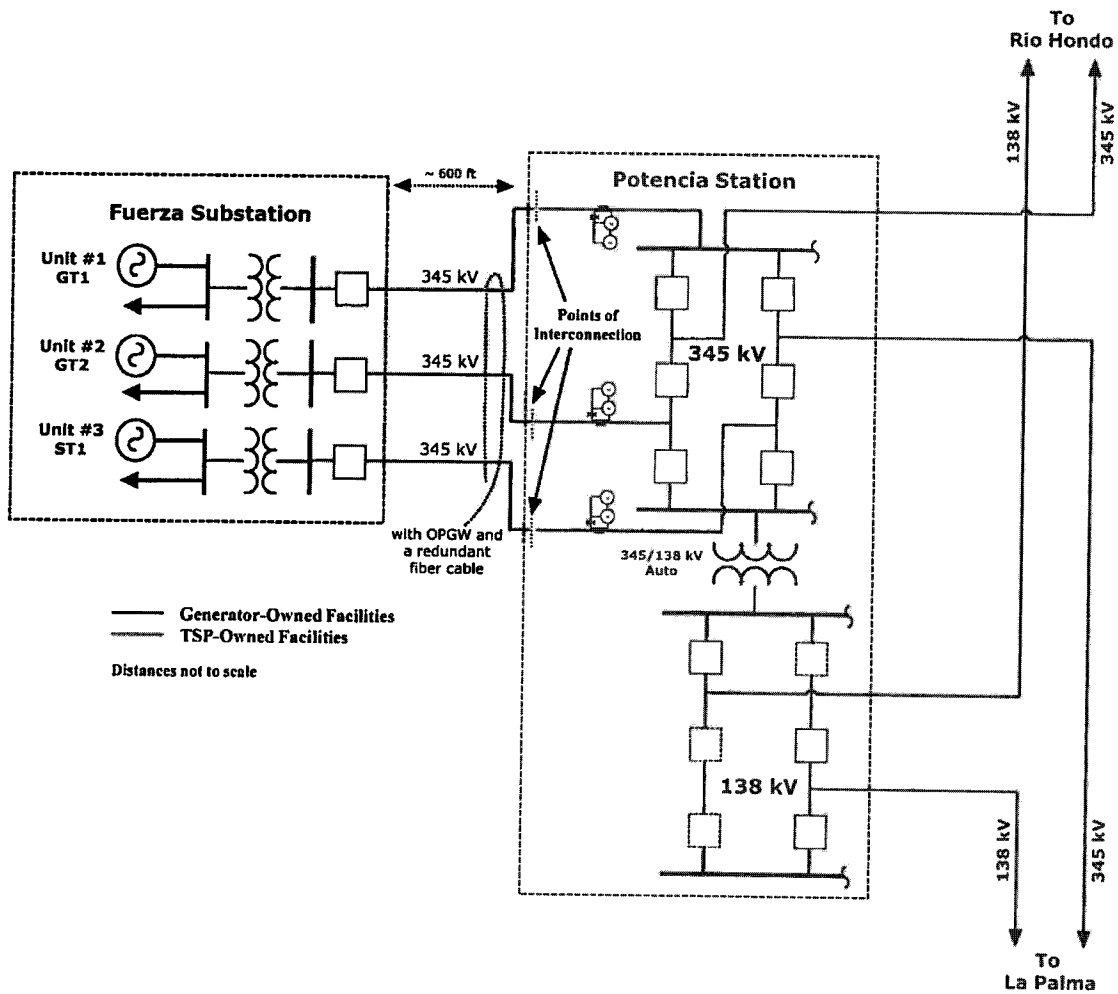 To
Rio Hondo
138 kV
345 kV
~ 600 ft
Potencia Station
Fuerza Substation
Unit #1
GT1
345 kV
Points of
Interconnection
Unit #2
GT2
345 kV
345 kV
Unit #3
ST1
345 kV
with OPGW and
a redundant
fiber cable
345/138 kV
Auto
Generator-Owned Facilities
TSP-Owned Facilities
Distances not to scale
138 kV
138 kV
345 kV
To
La Palma